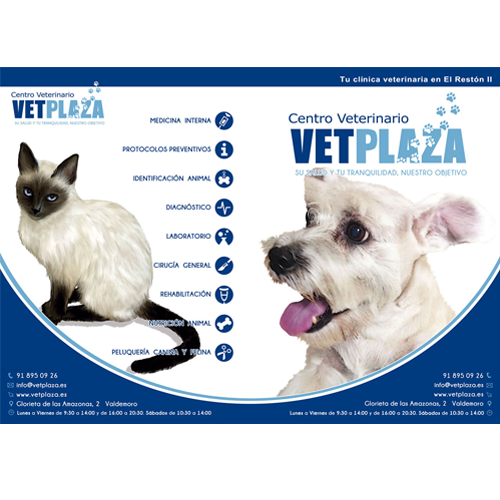 Tu clínica veterinaria en El Restón II
Centro Veterinario
VETPLAZA
SU SALUD Y TU TRANQUILIDAD, NUESTRO OBJETIVO
MEDICINA INTERNA
PROTOCOLOS PREVENTIVOS
IDENTIFICACIÓN ANIMAL
DIAGNÓSTICO
LABORATORIO
CIRUGÍA GENERAL
REHABILITACIÓN
NUTRICIÓN ANIMAL
PELUQUERÍA CANINA Y FELINA
91 895 09 26
info@vetplaza.es
www.vetplaza.es
Glorieta de las Amazonas, 2 Valdemoro
Lunes a Viernes de 9:30 a 14:00 y de 16:00 a 20:30. Sábados de 10:30 a 14:00
Centro Veterinario
VETPLAZA
SU SALUD Y TU TRANQUILIDAD, NUESTRO OBJETIVO
91 895 09 26
info@vetplaza.es
www.vetplaza.es
Glorieta de las Amazonas, 2 Valdemoro
Lunes a Viernes de 9:30 a 14:00 y de 16:00 a 20:30. Sábados de 10:30 a 14:00